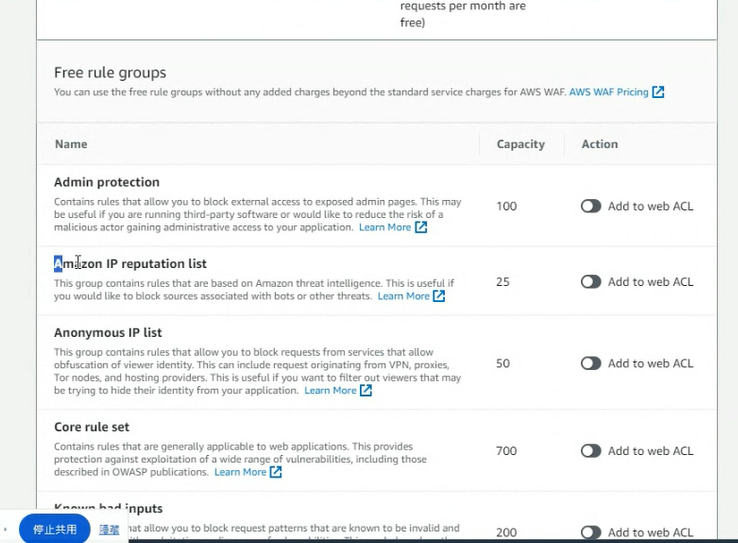 requests per month are
free)
Free rule groups
You can use the free rule groups without any added charges beyond the standard service charges for AWS WAF. AWS WAF Pricing
Name Capacity Action
Admin protection
Contains rules that allow you to block external access to exposed admin pages. This may
be useful if you are running third-party software or would like to reduce the risk of a
malicious actor gaining administrative access to your application. Learn More
100 Add to web ACL
Amazon IP reputation list
This group contains rules that are based on Amazon threat intelligence. This is useful if
you would like to block sources associated with bots or other threats. Learn More
25 Add to web ACL
Anonymous IP list
This group contains rules that allow you to block requests from services that allow
obfuscation of viewer identity. This can include request originating from VPN, proxies,
Tor nodes, and hosting providers. This is useful if you want to filter out viewers that may
be trying to hide their identity from your application. Learn More
50 Add to web ACL
Core rule set
Contains rules that are generally applicable to web applications. This provides
protection against exploitation of a wide range of vulnerabilities, including those
described in OWASP publications. Learn More
700 Add to web ACL
Known bad inputs
that allow you to block request patterns that are known to be invalid and
200 Add to web ACL
停止共用 隱藏